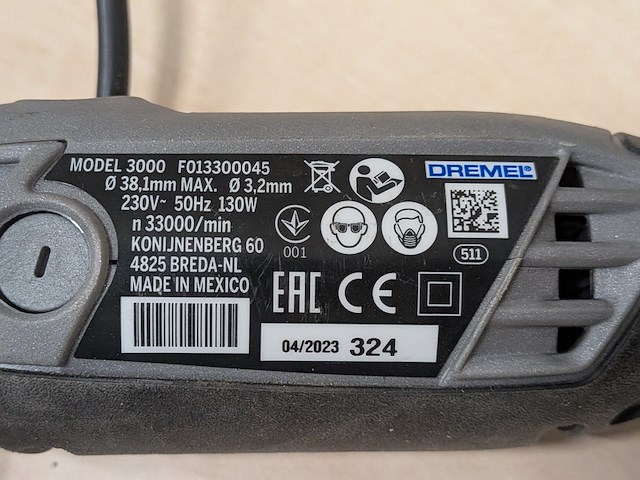 MODEL 3000 F013300045
Ø 38,1mm MAX. Ø 3,2mm
230V~ 50Hz 130W
n 33000/min
KONIJNENBERG 60
4825 BREDA-NL
MADE IN MEXICO
DREMEL®
001
511
EAC CE
04/2023 324